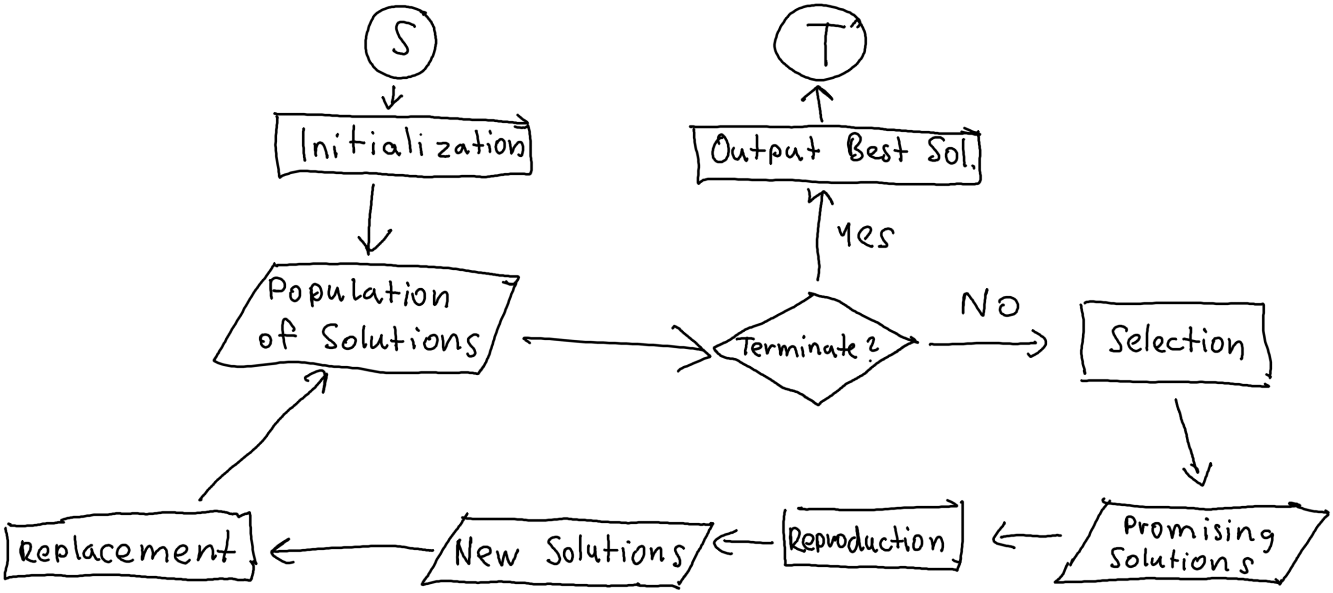 S
T
Initialization
Output Best Sol.
yes
Population
of Solutions
Terminate?
NO
Selection
Promising
Solutions
Reproduction
New Solutions
Replacement